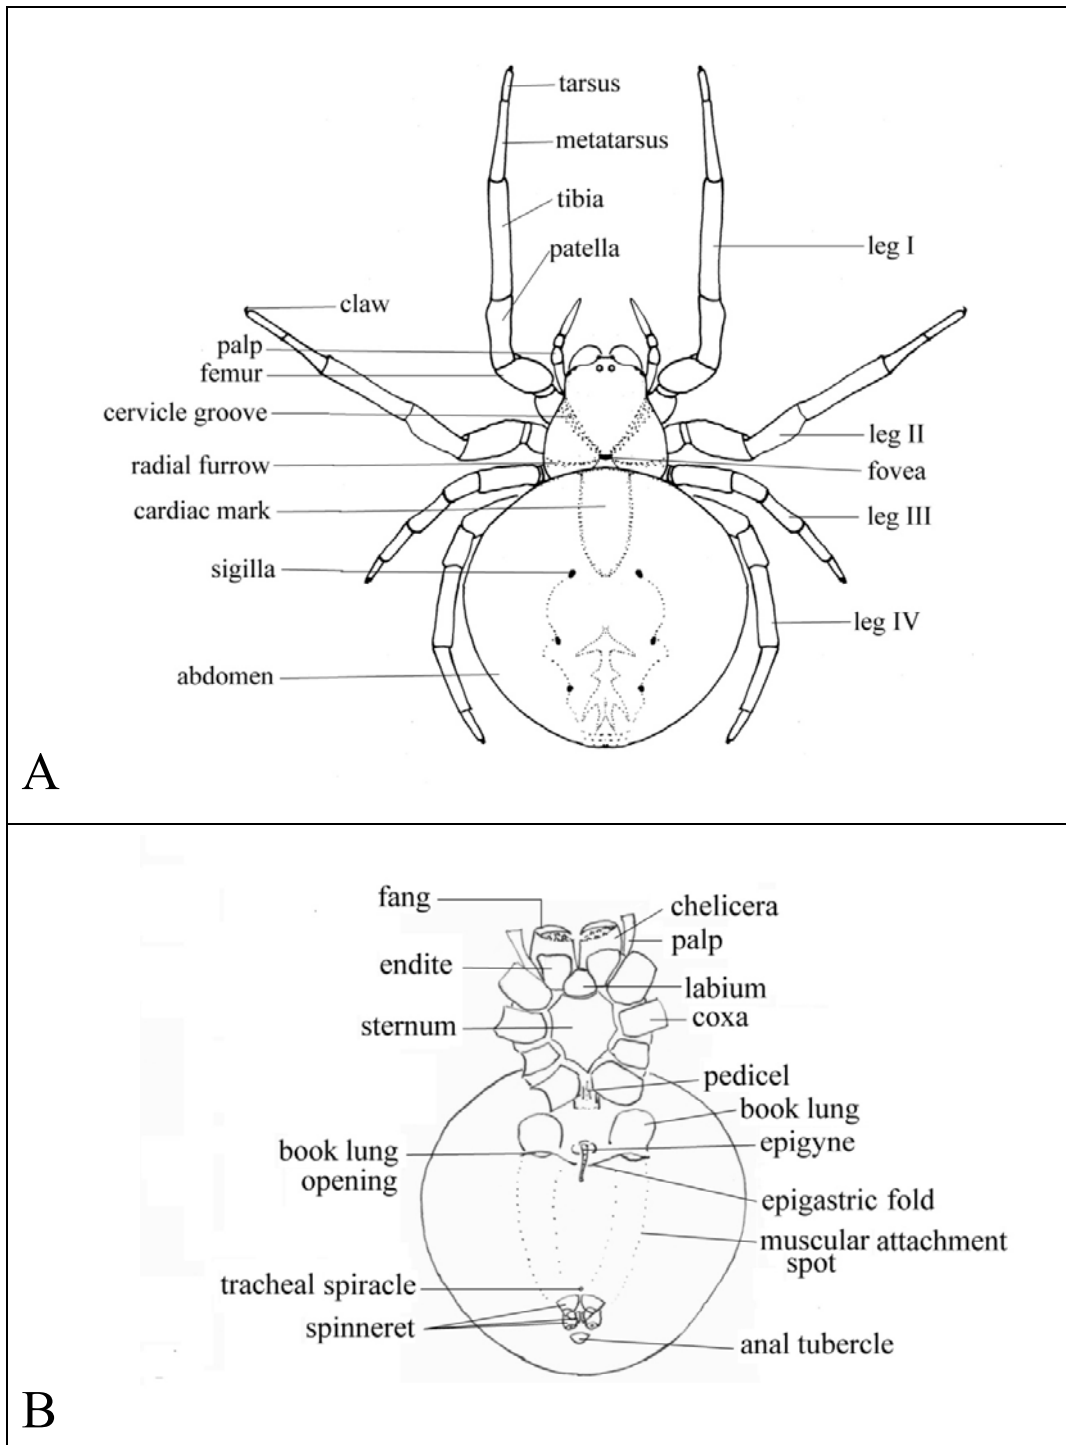 tarsus
metatarsus
tibia
patella
leg I
claw
palp
femur
cervicle groove
leg II
radial furrow
fovea
cardiac mark
leg III
sigilla
leg IV
abdomen
A
fang
chelicera
palp
endite
labium
sternum
coxa
pedicel
book lung
epigyne
book lung
opening
epigastric fold
muscular attachment
spot
tracheal spiracle
spinneret
anal tubercle
B